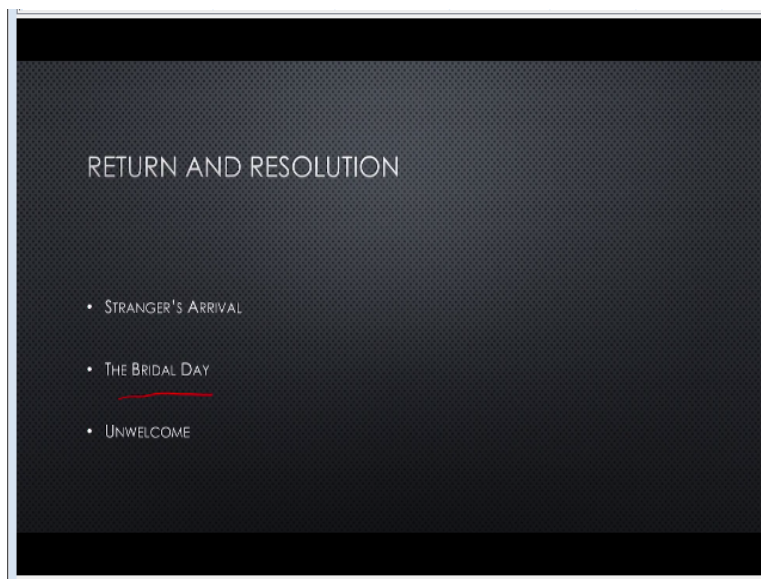 RETURN AND RESOLUTION
• STRANGER'S ARRIVAL
• THE BRIDAL DAY
• UNWELCOME